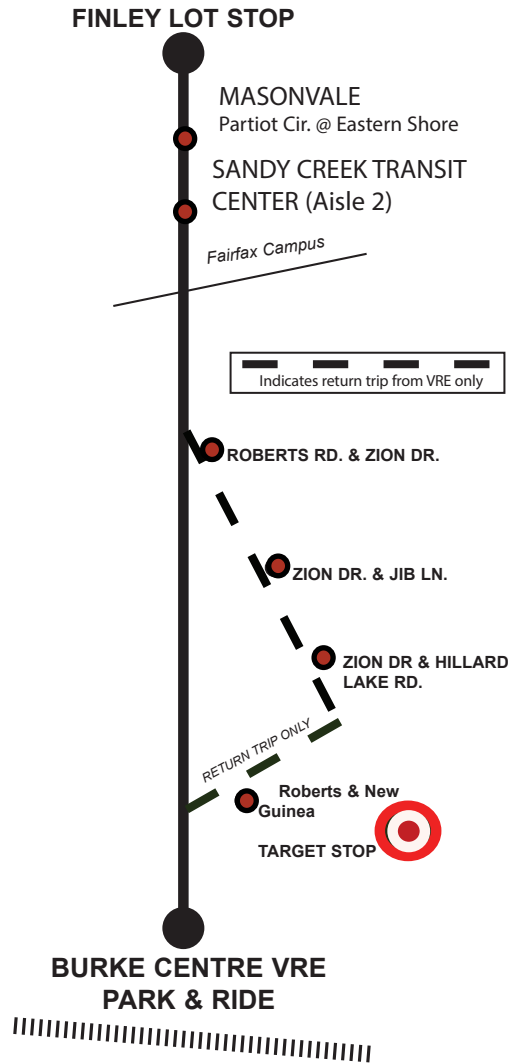 FINLEY LOT STOP
MASONVALE
Partiot Cir. @ Eastern Shore
SANDY CREEK TRANSIT
CENTER (Aisle 2)
Fairfax Campus
Indicates return trip from VRE only
ROBERTS RD. & ZION DR.
ZION DR. & JIB LN.
ZION DR & HILLARD
LAKE RD.
RETURN TRIP ONLY
Roberts & New
Guinea
TARGET STOP
BURKE CENTRE VRE
PARK & RIDE